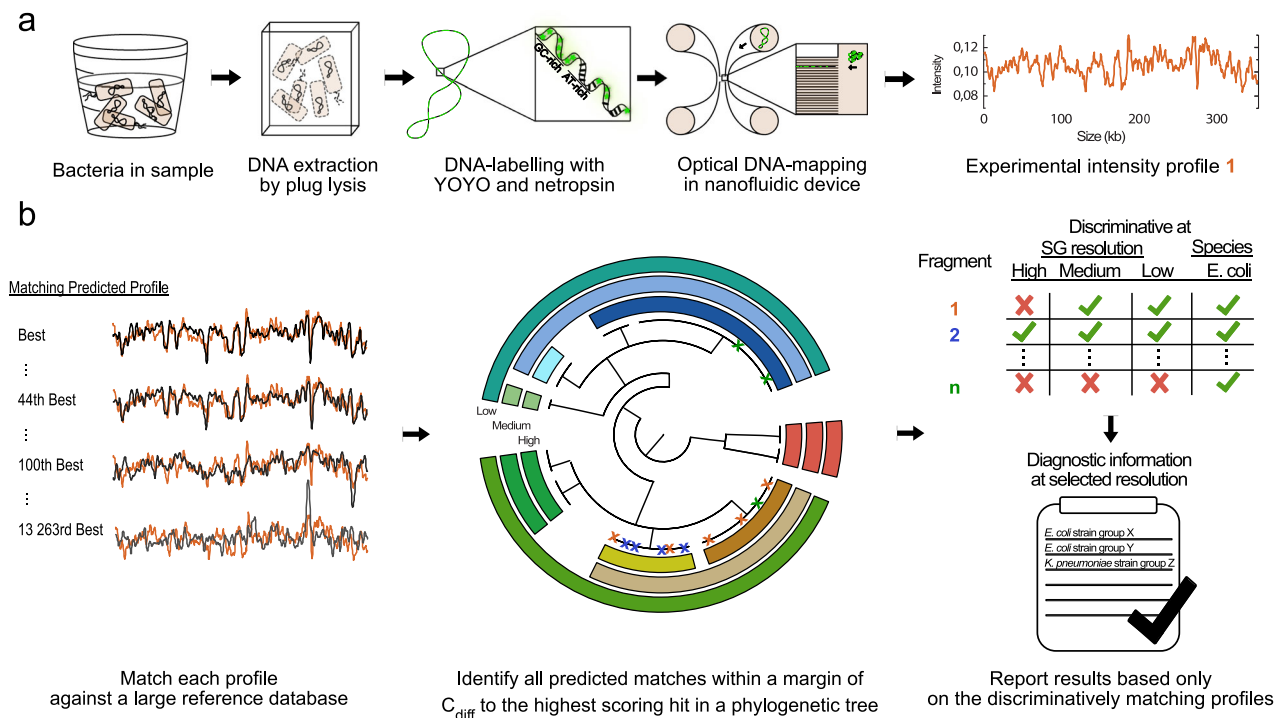 a
GC-rich AT-rich
0,12
0,10
0,08
Intensity
0 100 200 300
Size (kb)
Bacteria in sample
DNA extraction
by plug lysis
DNA-labelling with
YOYO and netropsin
Optical DNA-mapping
in nanofluidic device
Experimental intensity profile 1
b
Matching Predicted Profile
Best
44th Best
100th Best
13 263rd Best
Match each profile
against a large reference database
Low
Medium
High
Identify all predicted matches within a margin of
C_diff to the highest scoring hit in a phylogenetic tree
Discriminative at
SG resolution Species
Fragment
High Medium Low E. coli
1
2
n
Diagnostic information
at selected resolution
E. coli strain group X
E. coli strain group Y
K. pneumoniae strain group Z
Report results based only
on the discriminatively matching profiles